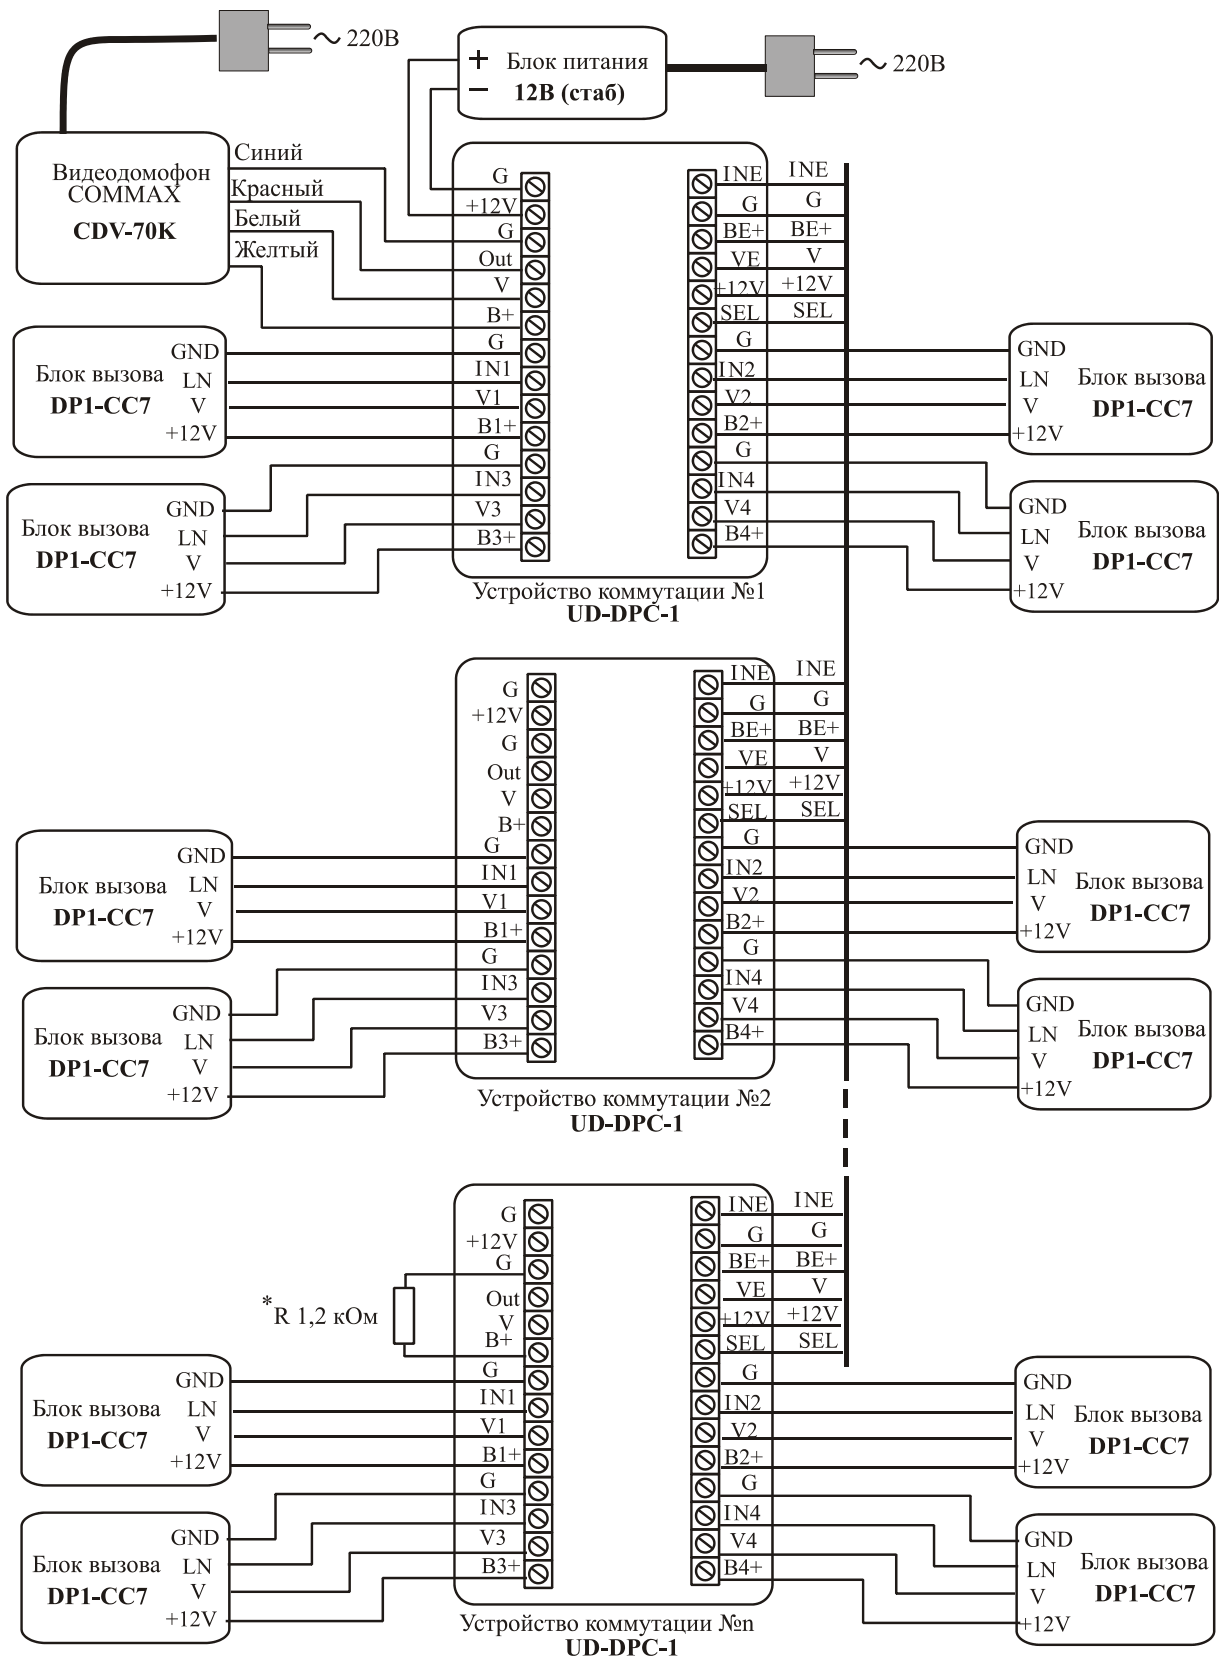 ~ 220В
+ Блок питания
− 12В (стаб)
~ 220В
Видеодомофон
COMMAX
CDV-70K
Синий
Красный
Белый
Желтый
G
+12V
G
Out
V
B+
G
IN1
V1
B1+
G
IN3
V3
B3+
INE INE
G G
BE+ BE+
VE V
+12V +12V
SEL SEL
G
IN2
V2
B2+
G
IN4
V4
B4+
Блок вызова
DP1-CC7
GND
LN
V
+12V
Блок вызова
DP1-CC7
GND
LN
V
+12V
GND
LN
V
+12V
Блок вызова
DP1-CC7
GND
LN
V
+12V
Блок вызова
DP1-CC7
Устройство коммутации №1
UD-DPC-1
G
+12V
G
Out
V
B+
G
IN1
V1
B1+
G
IN3
V3
B3+
INE INE
G G
BE+ BE+
VE V
+12V +12V
SEL SEL
G
IN2
V2
B2+
G
IN4
V4
B4+
Блок вызова
DP1-CC7
GND
LN
V
+12V
Блок вызова
DP1-CC7
GND
LN
V
+12V
GND
LN
V
+12V
Блок вызова
DP1-CC7
GND
LN
V
+12V
Блок вызова
DP1-CC7
Устройство коммутации №2
UD-DPC-1
G
+12V
G
Out
V
B+
G
IN1
V1
B1+
G
IN3
V3
B3+
*R 1,2 кОм
INE INE
G G
BE+ BE+
VE V
+12V +12V
SEL SEL
G
IN2
V2
B2+
G
IN4
V4
B4+
Блок вызова
DP1-CC7
GND
LN
V
+12V
Блок вызова
DP1-CC7
GND
LN
V
+12V
GND
LN
V
+12V
Блок вызова
DP1-CC7
GND
LN
V
+12V
Блок вызова
DP1-CC7
Устройство коммутации №n
UD-DPC-1